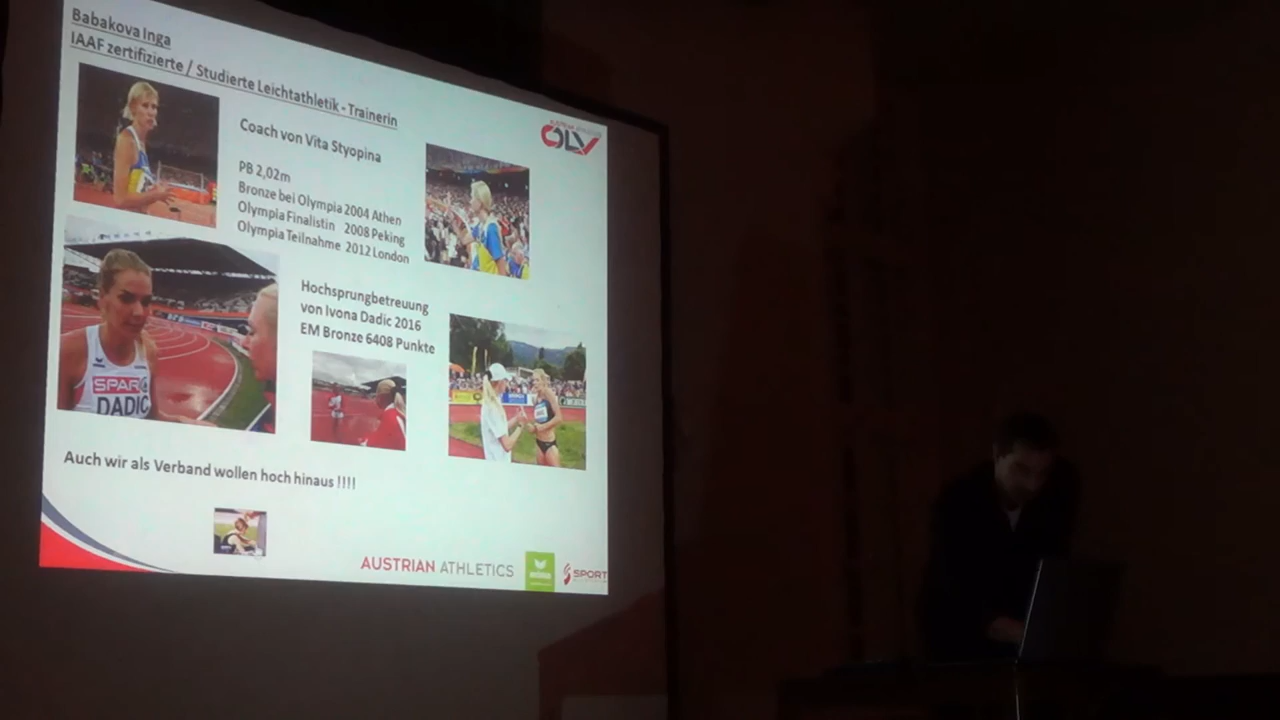 Babakova Inga
IAAF zertifizierte / Studierte Leichtathletik - Trainerin
ÖLV
Coach von Vita Styopina
PB 2,02m
Bronze bei Olympia 2004 Athen
Olympia Finalistin 2008 Peking
Olympia Teilnahme 2012 London
Hochsprungbetreuung
von Ivona Dadic 2016
EM Bronze 6408 Punkte
SPAR
DADIC
Auch wir als Verband wollen hoch hinaus !!!!
AUSTRIAN ATHLETICS
SPORT